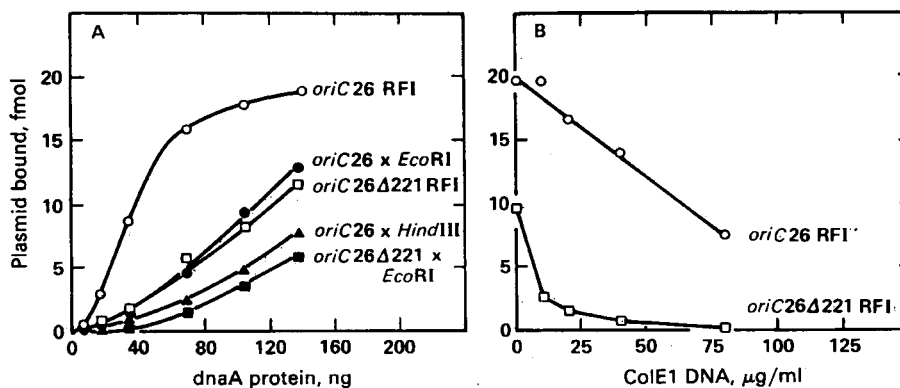 A
Plasmid bound, fmol
20
15
10
5
0
0
40
80
120
160
200
dnaA protein, ng
oriC26 RFI
oriC26 x EcoRI
oriC26Δ221 RFI
oriC26 x HindIII
oriC26Δ221 x
EcoRI
B
20
10
0
0
25
50
75
100
125
ColE1 DNA, μg/ml
oriC26 RFI
oriC26Δ221 RFI